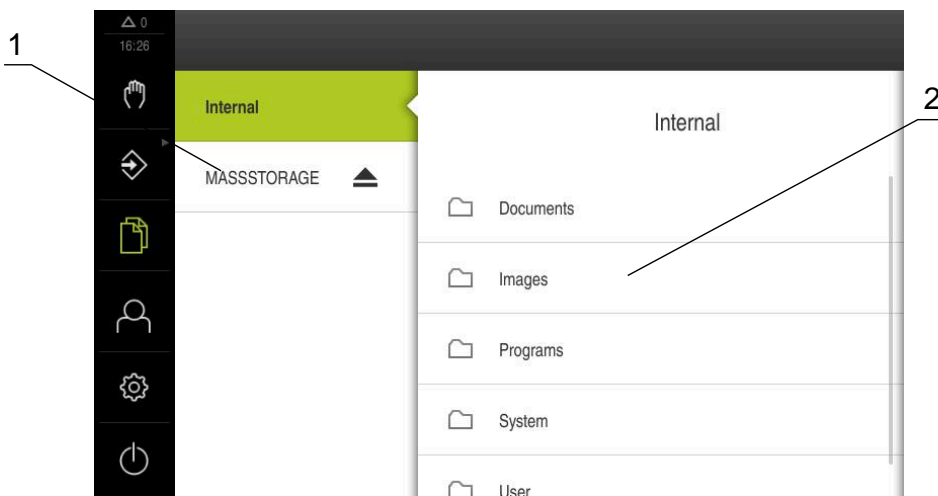 0
16:26
1
Internal
MASSSTORAGE
Internal
2
Documents
Images
Programs
System
User